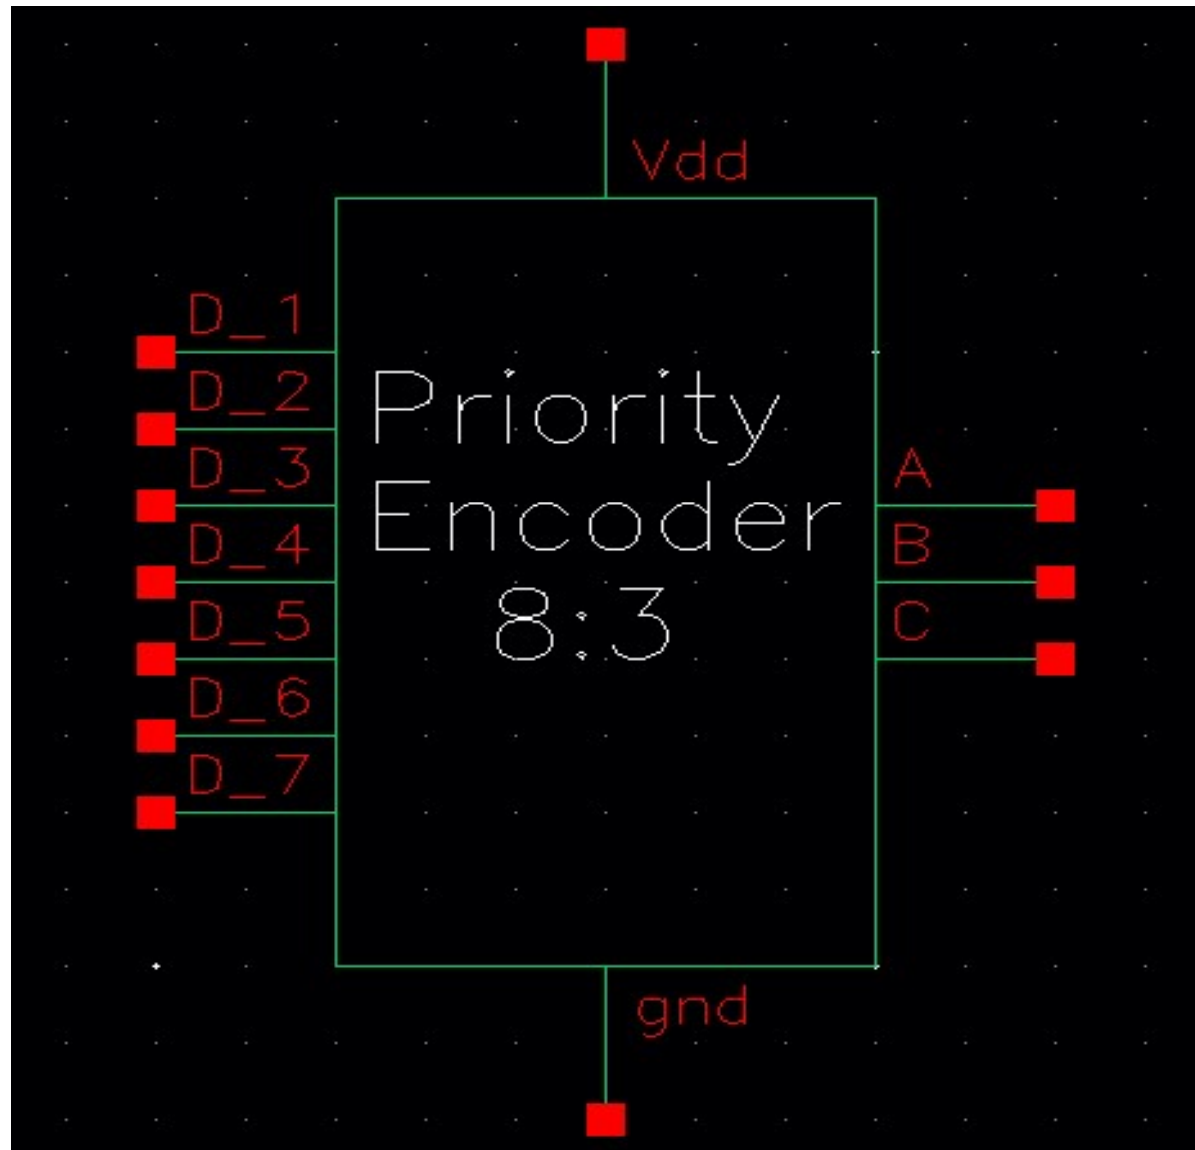 Vdd
D_1
D_2
D_3
D_4
D_5
D_6
D_7
Priority
Encoder
8:3
A
B
C
gnd